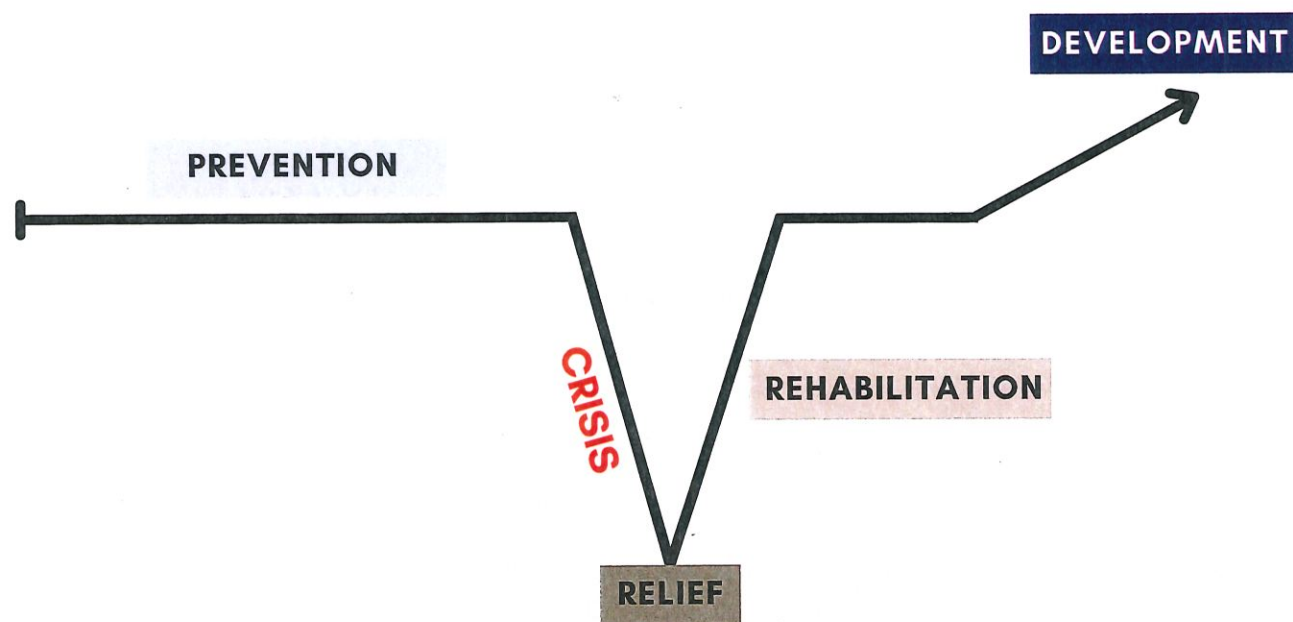 DEVELOPMENT
PREVENTION
CRISIS
REHABILITATION
RELIEF